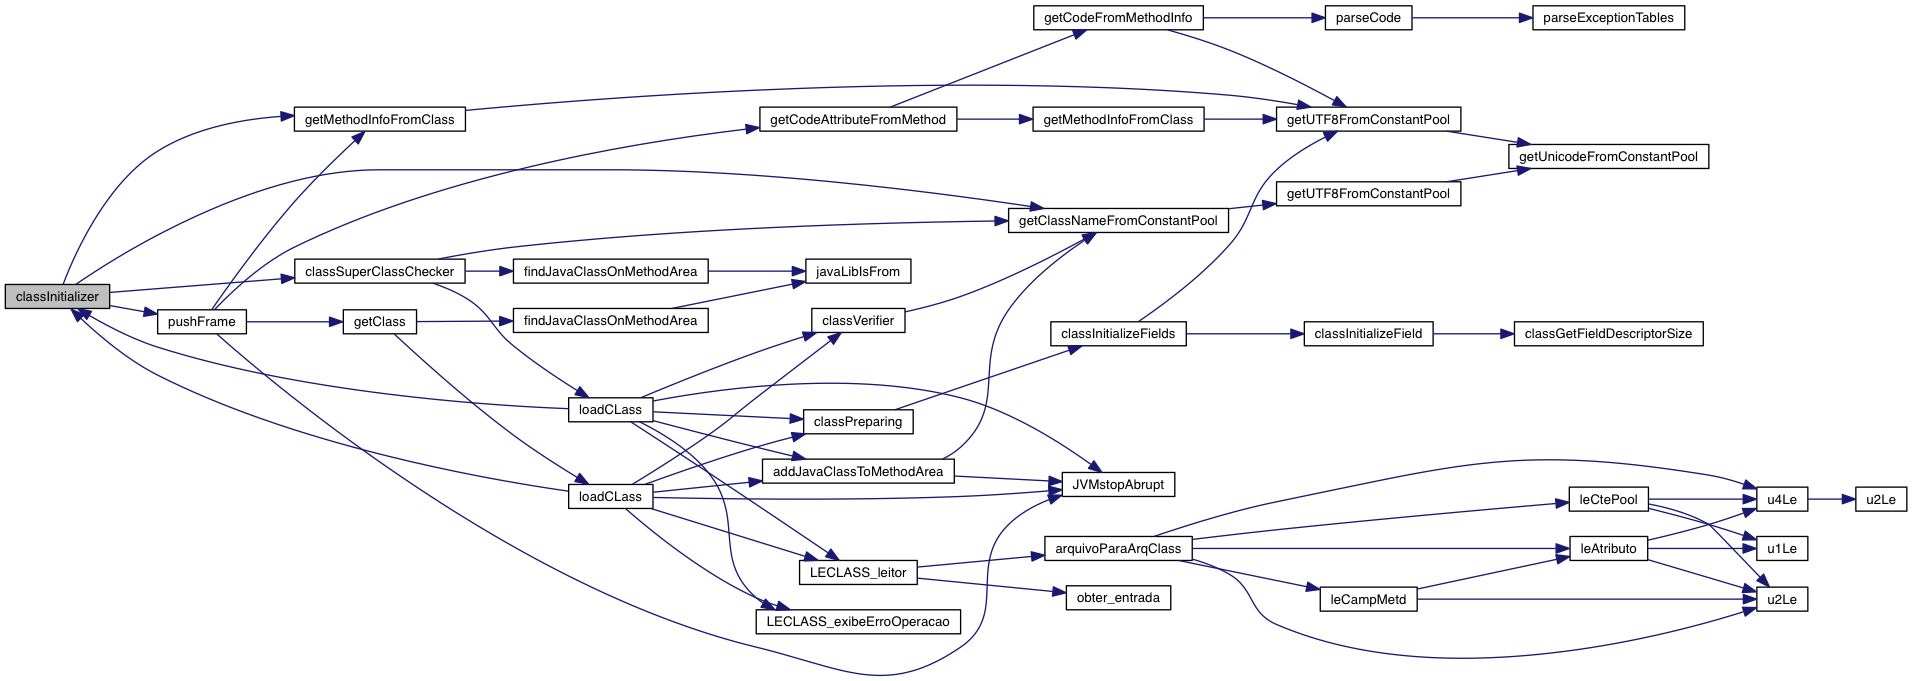 getCodeFromMethodInfo
parseCode
parseExceptionTables
getMethodInfoFromClass
getCodeAttributeFromMethod
getMethodInfoFromClass
getUTF8FromConstantPool
getUnicodeFromConstantPool
getUTF8FromConstantPool
getClassNameFromConstantPool
classSuperClassChecker
findJavaClassOnMethodArea
javaLibIsFrom
classInitializer
pushFrame
getClass
findJavaClassOnMethodArea
classVerifier
classInitializeFields
classInitializeField
classGetFieldDescriptorSize
loadCLass
classPreparing
addJavaClassToMethodArea
JVMstopAbrupt
loadCLass
leCtePool
u4Le
u2Le
arquivoParaArqClass
leAtributo
u1Le
LECLASS_leitor
obter_entrada
leCampMetd
u2Le
LECLASS_exibeErroOperacao